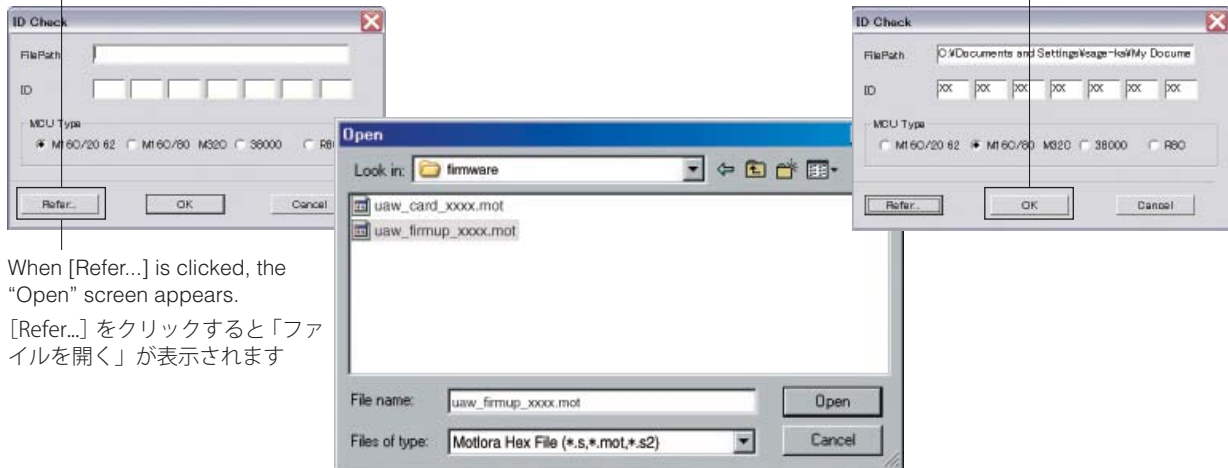 ID Check
FilePath
ID
MCU Type
M16C/20 62 M16C/80 M320 38000 R8C
Refer... OK Cancel
When [Refer...] is clicked, the
“Open” screen appears.
［Refer...］をクリックすると「ファ
イルを開く」が表示されます
Open
Look in: firmware
uaw_card_xxxx.mot
uaw_firmup_xxxx.mot
File name: uaw_firmup_xxxx.mot Open
Files of type: Motlora Hex File (*.s,*.mot,*.s2) Cancel
ID Check
FilePath C:¥Documents and Settings¥sage-ka¥My Docume
ID xx xx xx xx xx xx xx
MCU Type
M16C/20 62 M16C/80 M320 38000 R8C
Refer... OK Cancel